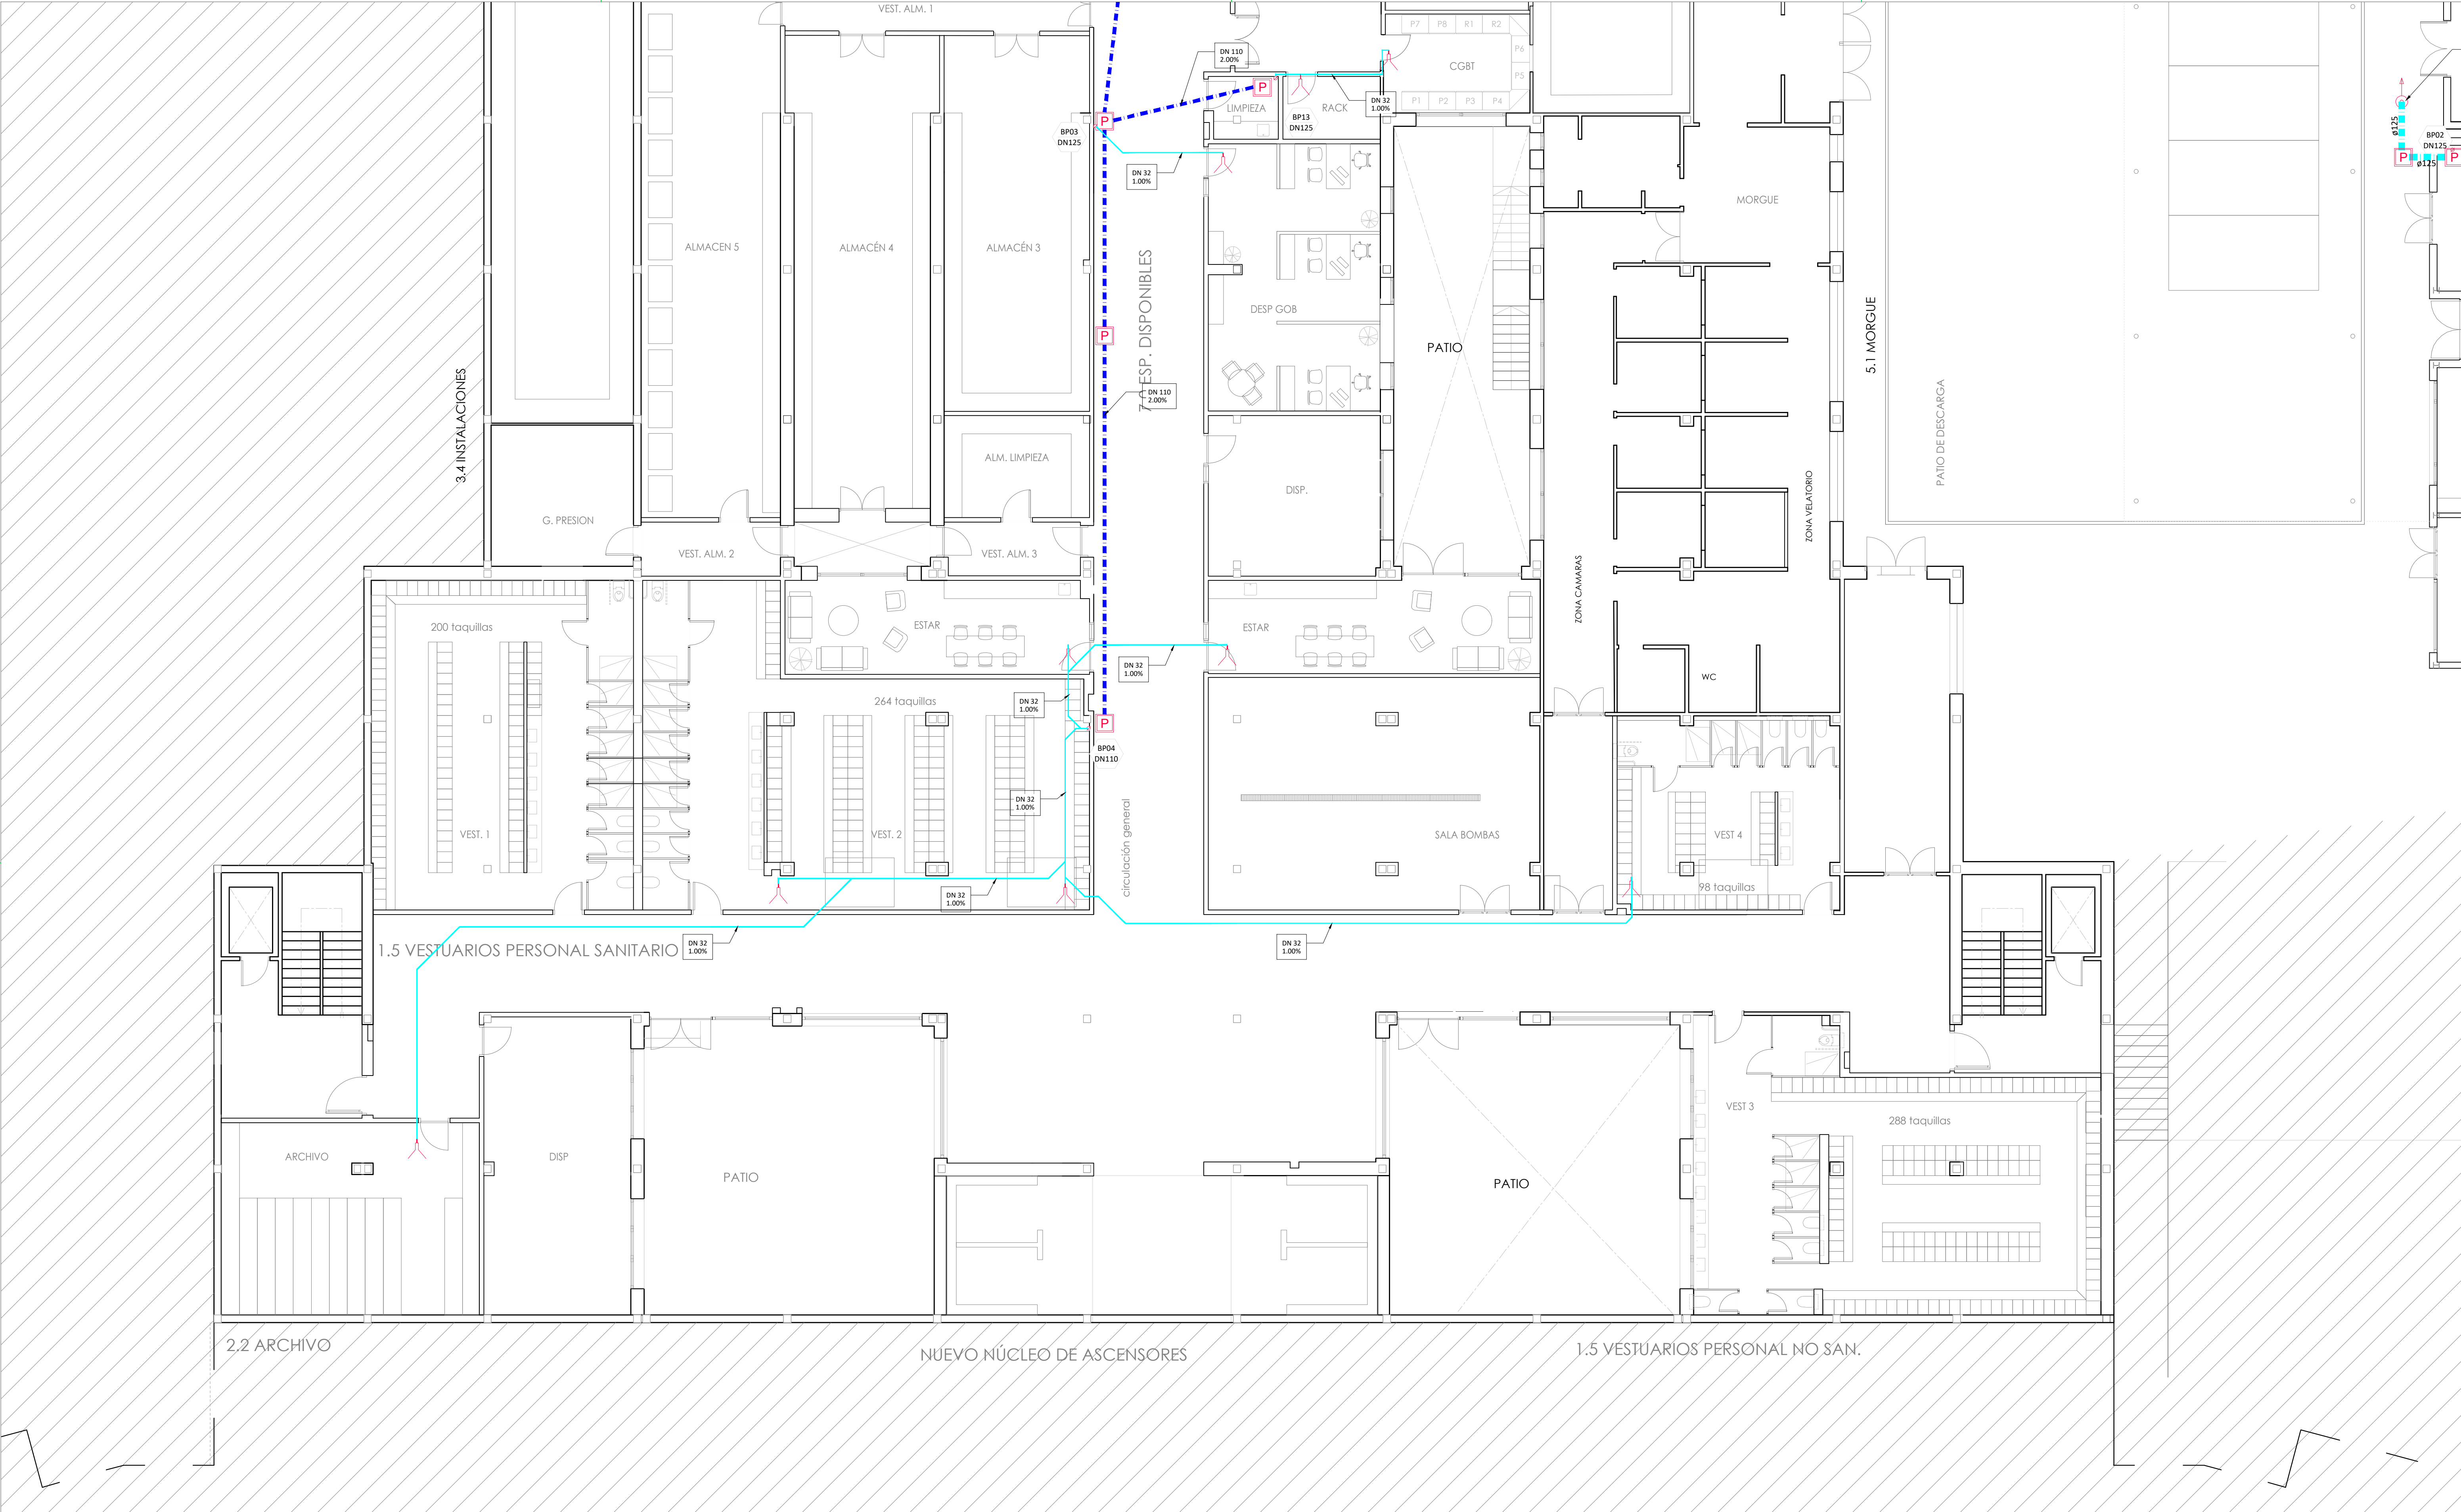 VEST. ALM. 1
P7
P8
R1
R2
P6
P5
CGBT
P1
P2
P3
P4
DN 110
2.00%
P
LIMPIEZA
RACK
DN 32
1.00%
BP13
DN125
P
BP03
DN125
DN 32
1.00%
ø125
BP02
DN125
P
ø125
P
MORGUE
ALMACEN 5
ALMACÉN 4
ALMACÉN 3
ESP. DISPONIBLES
DESP GOB
PATIO
5.1 MORGUE
P
3.4 INSTALACIONES
DN 110
2.00%
PATIO DE DESCARGA
ALM. LIMPIEZA
DISP.
G. PRESION
ZONA VELATORIO
VEST. ALM. 2
VEST. ALM. 3
ZONA CAMARAS
200 taquillas
ESTAR
ESTAR
DN 32
1.00%
WC
264 taquillas
DN 32
1.00%
P
BP04
DN110
DN 32
1.00%
circulación general
VEST. 1
VEST. 2
SALA BOMBAS
VEST 4
98 taquillas
DN 32
1.00%
1.5 VESTUARIOS PERSONAL SANITARIO
DN 32
1.00%
DN 32
1.00%
VEST 3
288 taquillas
ARCHIVO
DISP
PATIO
PATIO
2.2 ARCHIVO
NUEVO NÚCLEO DE ASCENSORES
1.5 VESTUARIOS PERSONAL NO SAN.